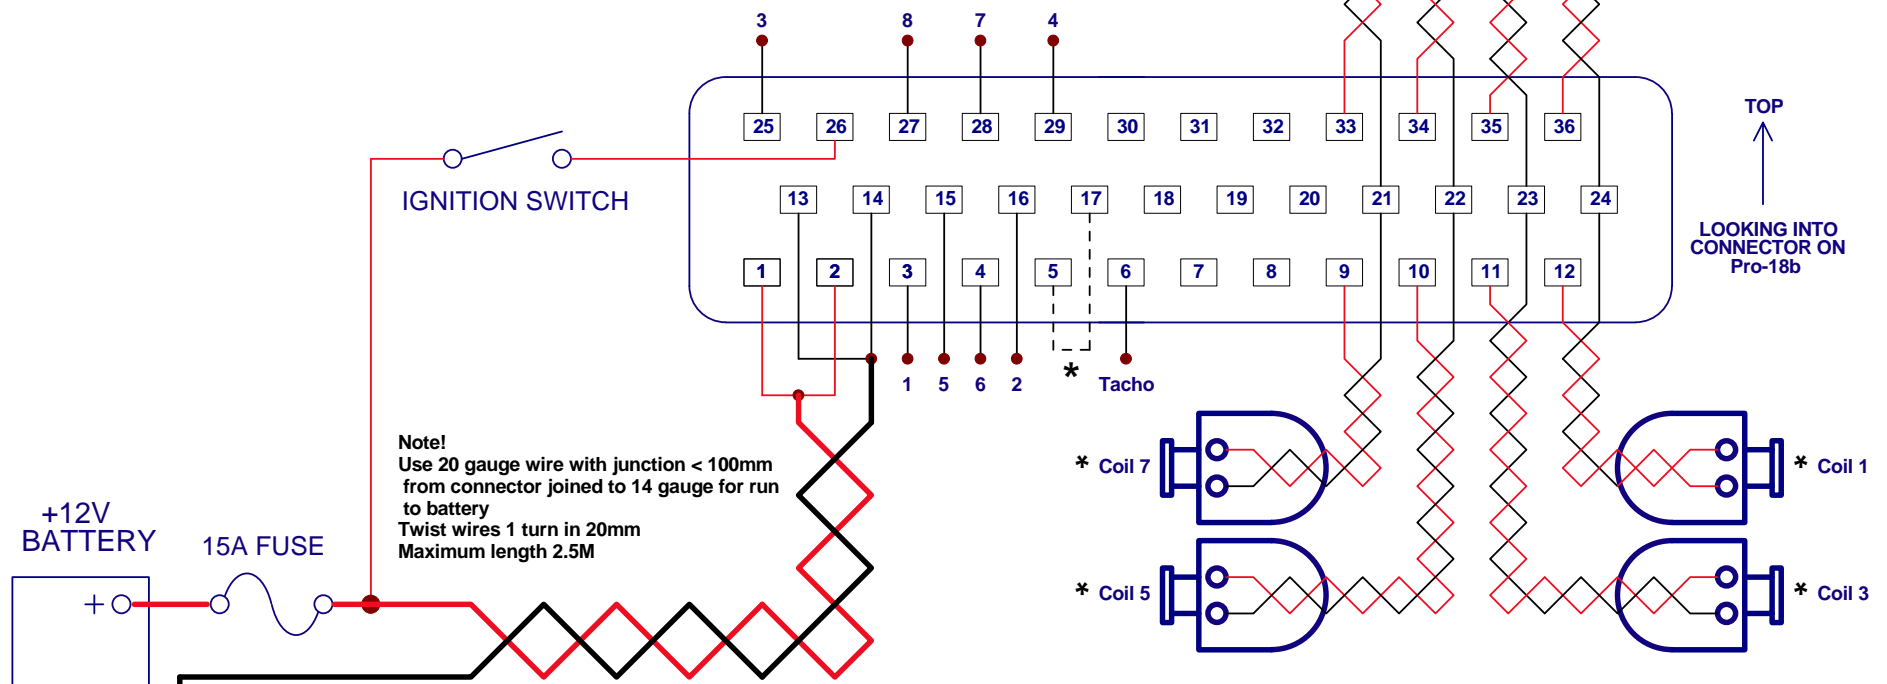 3
8
7
4
25
26
27
28
29
30
31
32
33
34
35
36
TOP
IGNITION SWITCH
13
14
15
16
17
18
19
20
21
22
23
24
LOOKING INTO
CONNECTOR ON
Pro-18b
1
2
3
4
5
6
7
8
9
10
11
12
1
5
6
2
*
Tacho
Note!
Use 20 gauge wire with junction < 100mm
from connector joined to 14 gauge for run
to battery
Twist wires 1 turn in 20mm
Maximum length 2.5M
* Coil 7
* Coil 1
+12V
BATTERY
15A FUSE
* Coil 5
* Coil 3
+